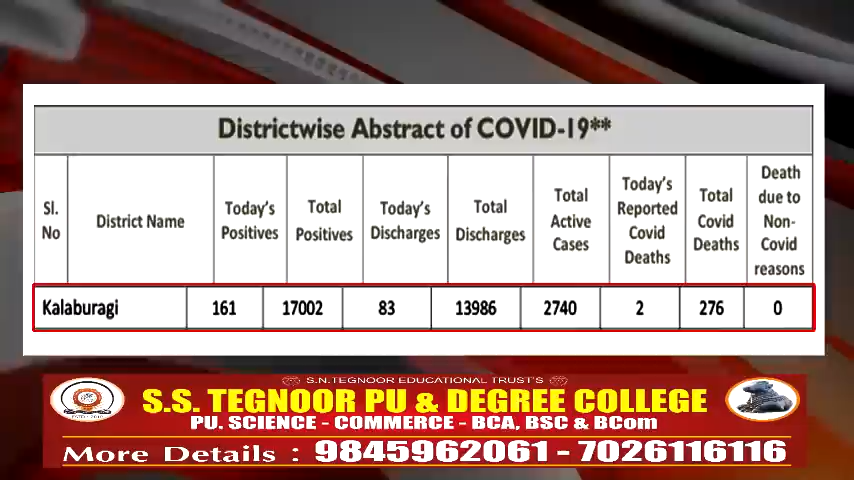 Districtwise Abstract of COVID-19**
Sl. No
District Name
Today's Positives
Total Positives
Today's Discharges
Total Discharges
Total Active Cases
Today's Reported Covid Deaths
Total Covid Deaths
Death due to Non-Covid reasons
Kalaburagi 161 17002 83 13986 2740 2 276 0
S.N.TEGNOOR EDUCATIONAL TRUST'S
S.S. TEGNOOR PU & DEGREE COLLEGE
PU. SCIENCE - COMMERCE - BCA, BSC & BCom
More Details : 9845962061 - 7026116116